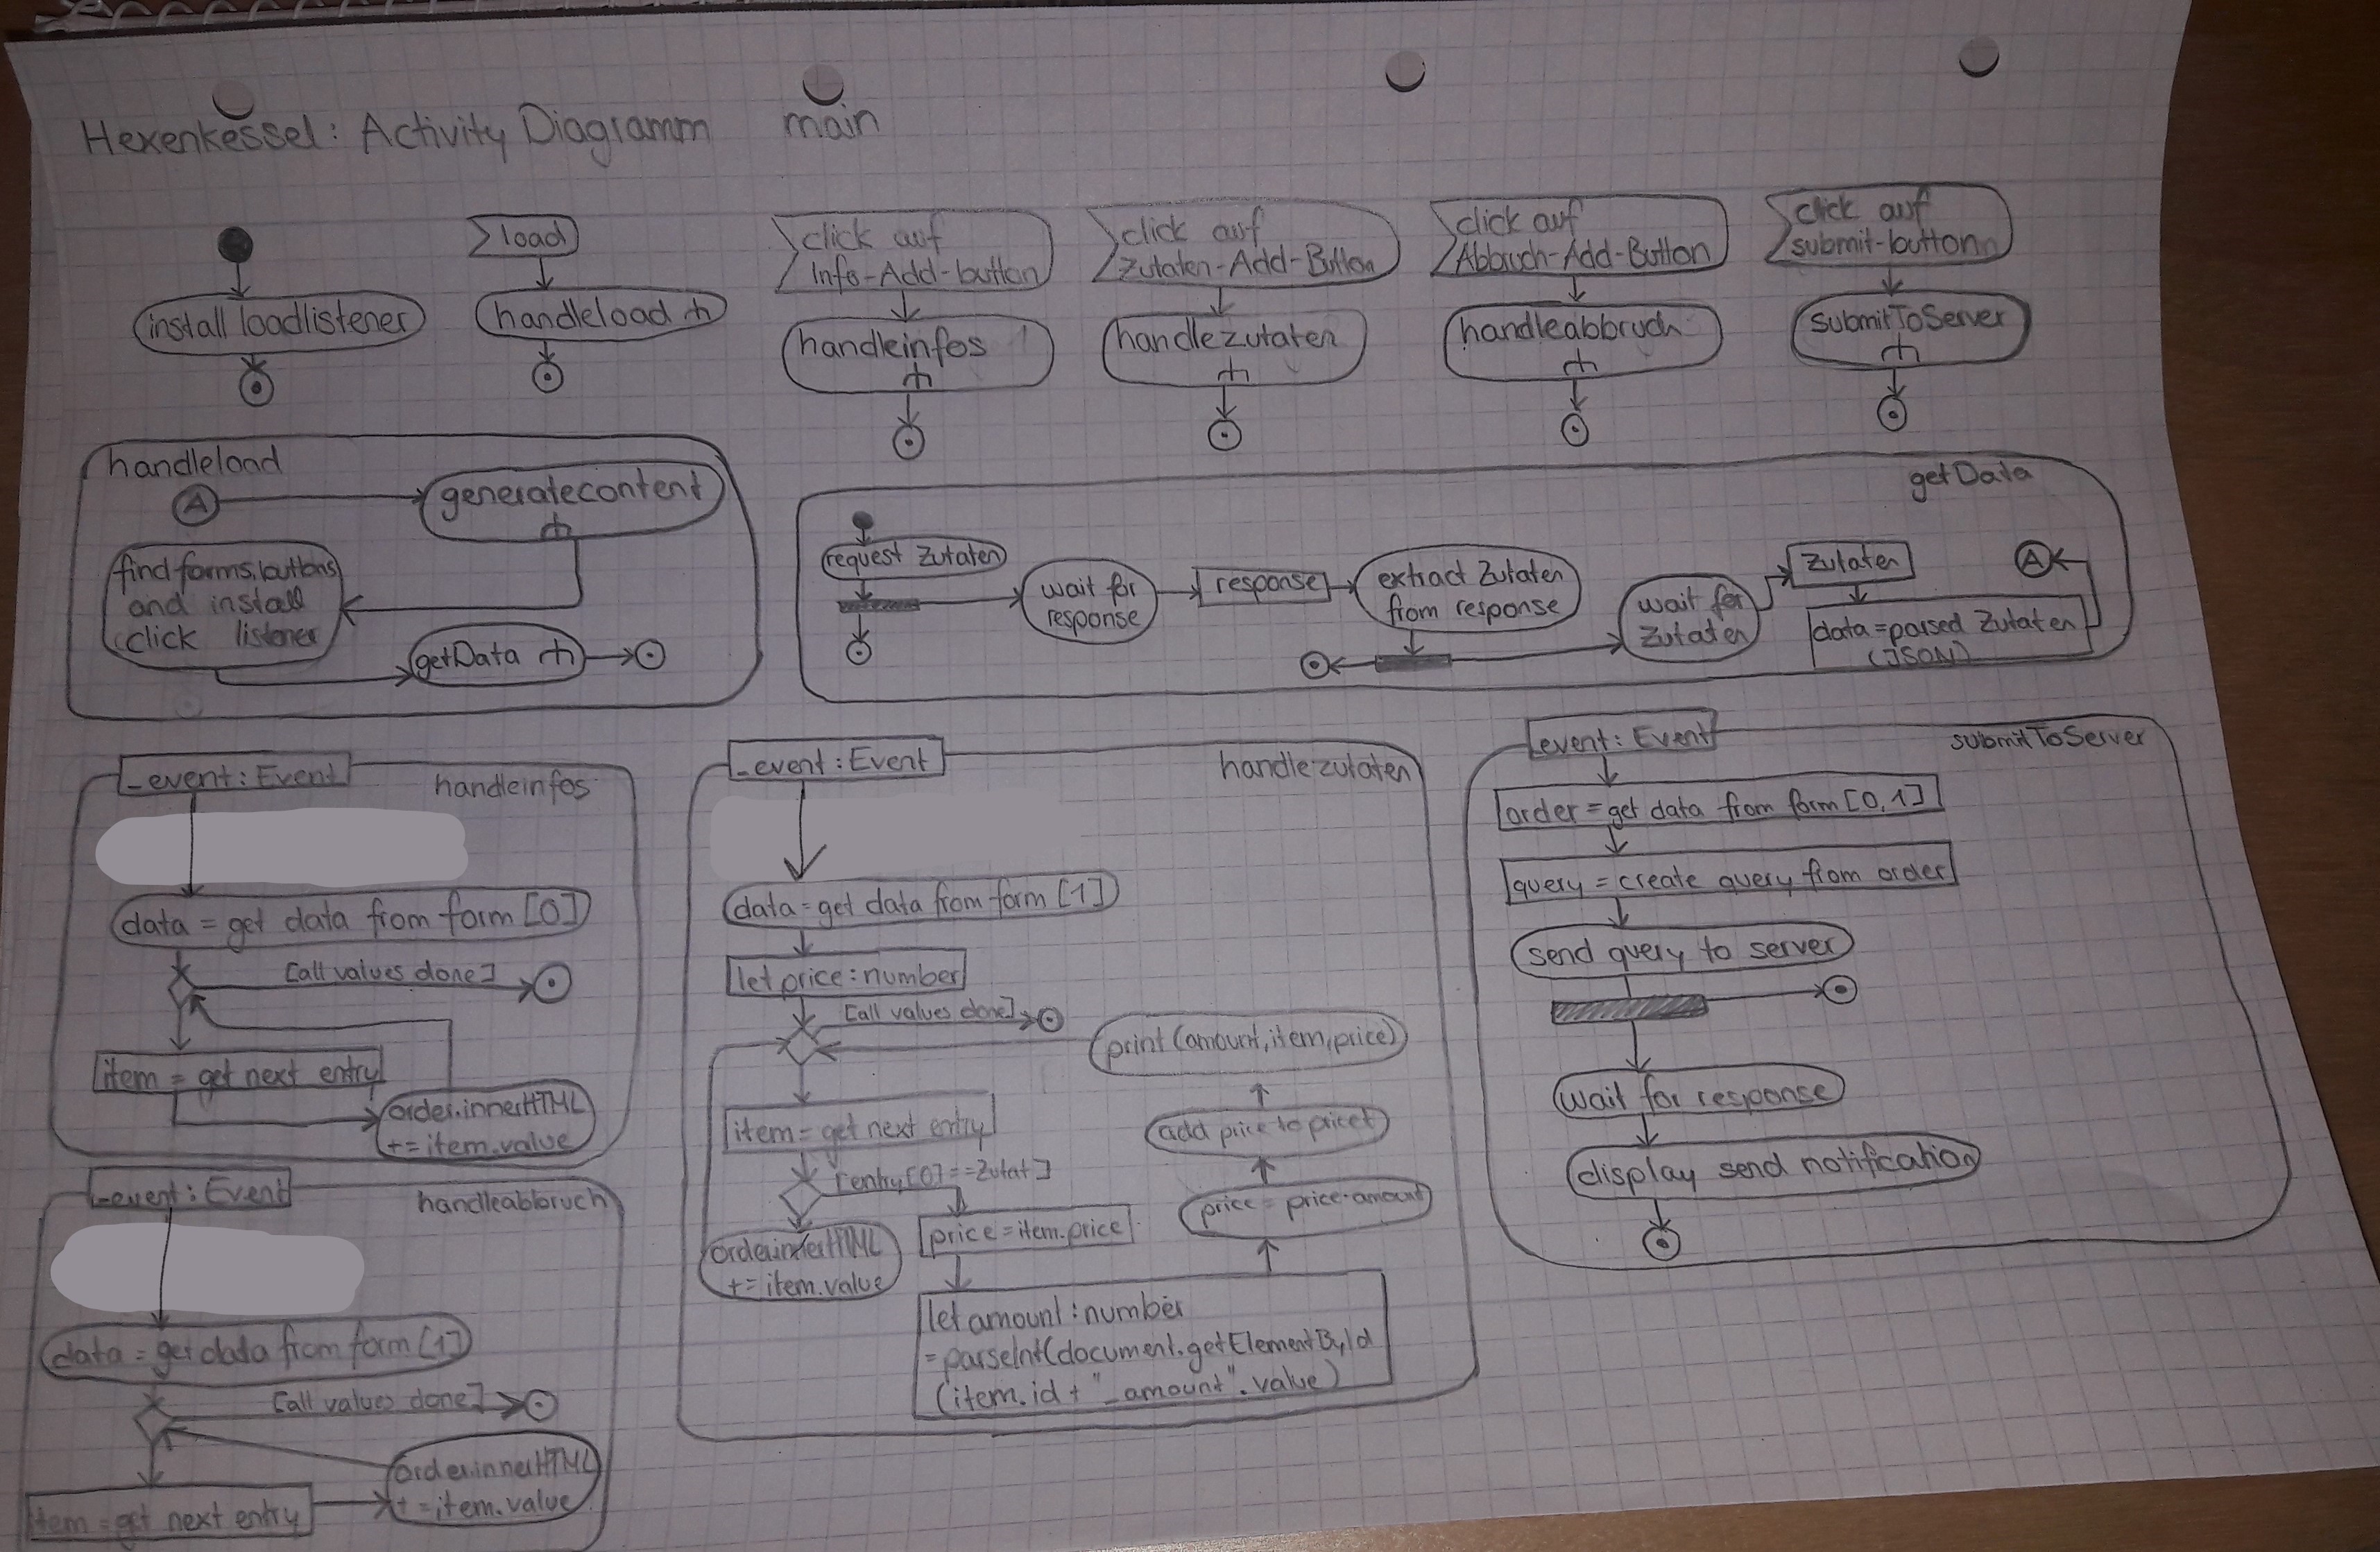 Hexenkessel: Activity Diagramm main
install loadlistener
load
handleload
click auf
Info-Add-button
handleinfos
click auf
Zutaten-Add-Button
handlezutaten
click auf
Abbruch-Add-Button
handleabbruch
click auf
submit-button
submitToServer
handleload
A
generatecontent
find forms, buttons
and install
click listener
getData
getData
request Zutaten
wait for
response
response
extract Zutaten
from response
wait for
Zutaten
Zutaten
data=parsed Zutaten
(JSON)
A
_event: Event
handleinfos
data = get data from form [0]
[all values done]
item = get next entry
order.innerHTML
+= item.value
_event: Event
handleabbruch
data = get data from form [1]
[all values done]
item = get next entry
order.innerHTML
+= item.value
_event: Event
handlezutaten
data = get data from form [1]
let price: number
[all values done]
print (amount, item, price)
item = get next entry
add price to pricet
[entry[0] == Zutat]
price = price·amount
price = item.price
order.innerHTML
+= item.value
let amount: number
= parseInt(document.getElementById
(item.id + "_amount".value)
_event: Event
submitToServer
order = get data from form [0,1]
query = create query from order
send query to server
wait for response
display send notification